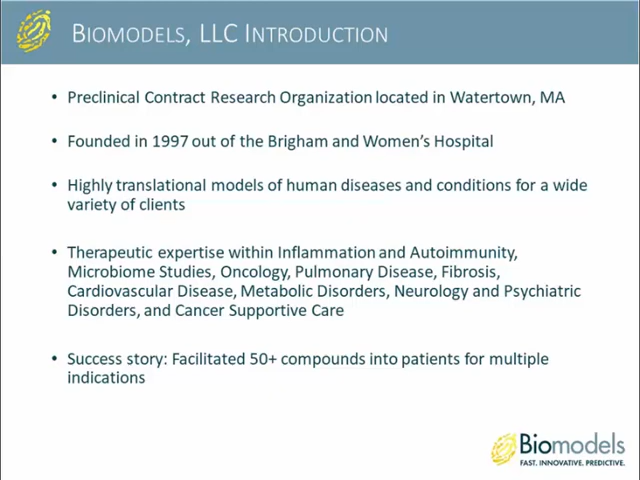 BIOMODELS, LLC INTRODUCTION
• Preclinical Contract Research Organization located in Watertown, MA
• Founded in 1997 out of the Brigham and Women's Hospital
• Highly translational models of human diseases and conditions for a wide
variety of clients
• Therapeutic expertise within Inflammation and Autoimmunity,
Microbiome Studies, Oncology, Pulmonary Disease, Fibrosis,
Cardiovascular Disease, Metabolic Disorders, Neurology and Psychiatric
Disorders, and Cancer Supportive Care
• Success story: Facilitated 50+ compounds into patients for multiple
indications
Biomodels
FAST. INNOVATIVE. PREDICTIVE.